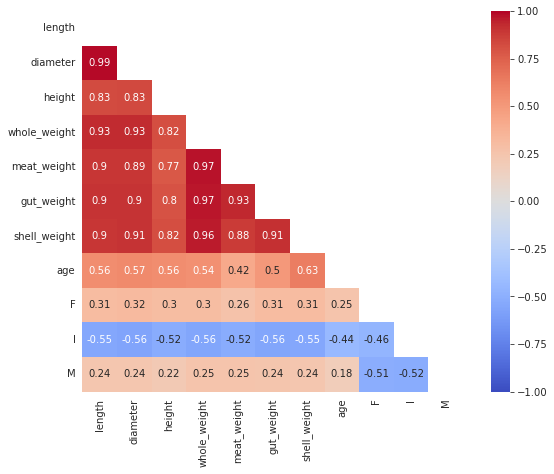 length
diameter 0.99
height 0.83 0.83
whole_weight 0.93 0.93 0.82
meat_weight 0.9 0.89 0.77 0.97
gut_weight 0.9 0.9 0.8 0.97 0.93
shell_weight 0.9 0.91 0.82 0.96 0.88 0.91
age 0.56 0.57 0.56 0.54 0.42 0.5 0.63
F 0.31 0.32 0.3 0.3 0.26 0.31 0.31 0.25
I -0.55 -0.56 -0.52 -0.56 -0.52 -0.56 -0.55 -0.44 -0.46
M 0.24 0.24 0.22 0.25 0.25 0.24 0.24 0.18 -0.51 -0.52
length
diameter
height
whole_weight
meat_weight
gut_weight
shell_weight
age
F
I
M
1.00
0.75
0.50
0.25
0.00
−0.25
−0.50
−0.75
−1.00